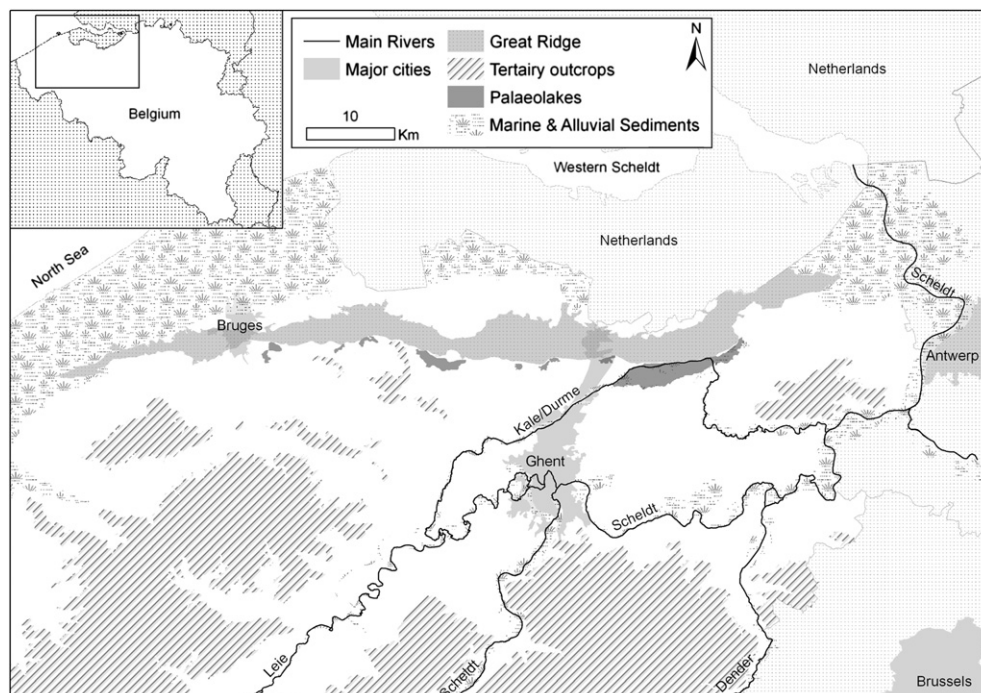 Belgium
Main Rivers
Major cities
10
Km
Great Ridge
Tertairy outcrops
Palaeolakes
Marine & Alluvial Sediments
N
Netherlands
Western Scheldt
Netherlands
North Sea
Scheldt
Bruges
Antwerp
Kale/Durme
Ghent
Scheldt
Leie
Scheldt
Dender
Brussels